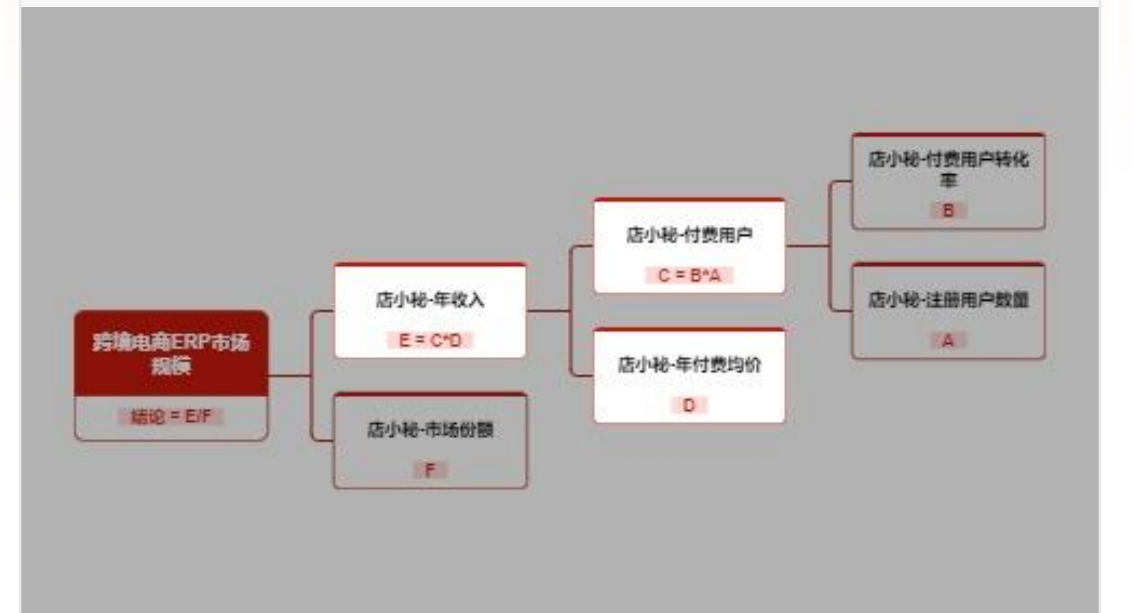 跨境电商ERP市场
规模
结论 = E/F
店小秘-年收入
E = C*D
店小秘-市场份额
F
店小秘-付费用户
C = B*A
店小秘-年付费均价
D
店小秘-付费用户转化
率
B
店小秘-注册用户数量
A